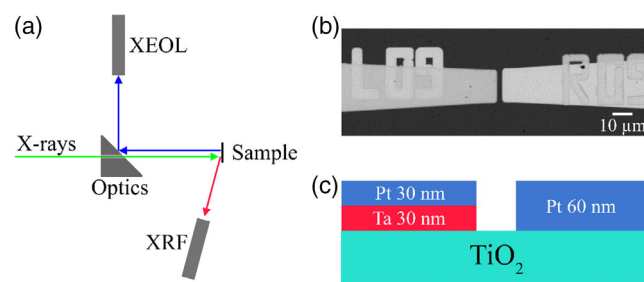 (a)
XEOL
X-rays
Optics
Sample
XRF
(b)
L09
R09
10 µm
(c)
Pt 30 nm
Ta 30 nm
Pt 60 nm
TiO₂